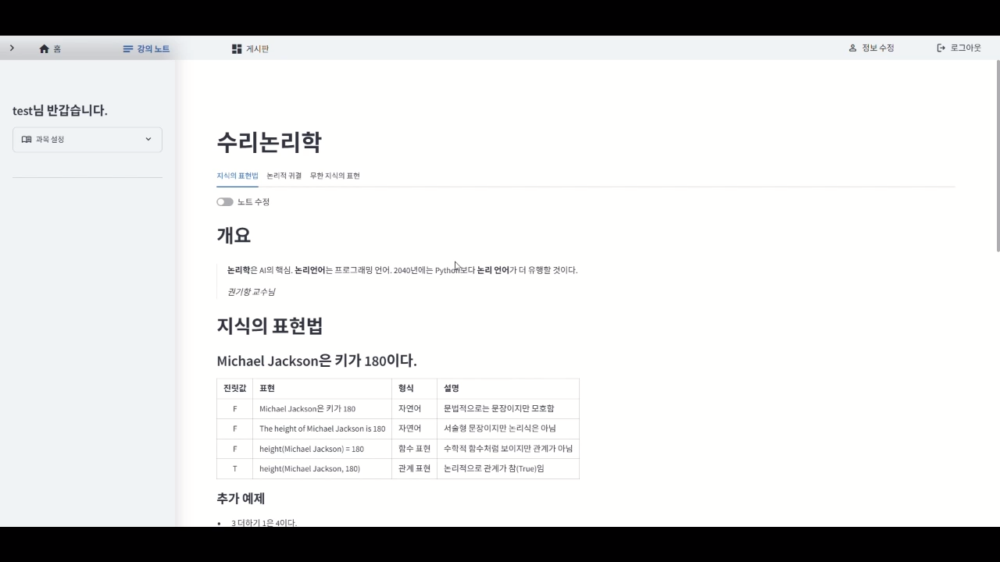 홈
강의 노트
게시판
정보 수정
로그아웃
test님 반갑습니다.
과목 설정
수리논리학
지식의 표현법 논리적 귀결 무한 지식의 표현
노트 수정
개요
논리학은 AI의 핵심. 논리언어는 프로그래밍 언어. 2040년에는 Python보다 논리 언어가 더 유행할 것이다.
권기항 교수님
지식의 표현법
Michael Jackson은 키가 180이다.
진릿값 표현 형식 설명
F Michael Jackson은 키가 180 자연어 문법적으로는 문장이지만 모호함
F The height of Michael Jackson is 180 자연어 서술형 문장이지만 논리식은 아님
F height(Michael Jackson) = 180 함수 표현 수학적 함수처럼 보이지만 관계가 아님
T height(Michael Jackson, 180) 관계 표현 논리적으로 관계가 참(True)임
추가 예제
• 3 더하기 1은 4이다.